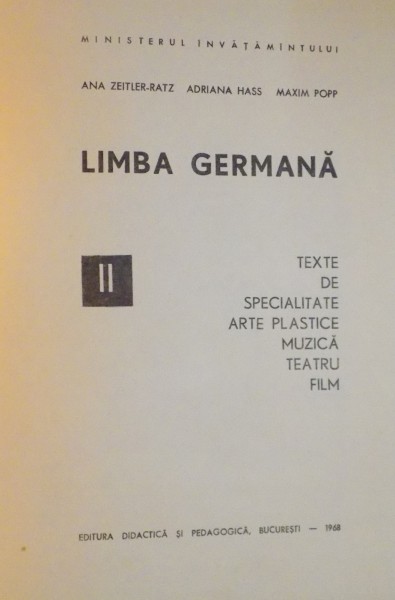 MINISTERUL ÎNVĂȚĂMÎNTULUI
ANA ZEITLER-RATZ ADRIANA HASS MAXIM POPP
LIMBA GERMANĂ
II
TEXTE
DE
SPECIALITATE
ARTE PLASTICE
MUZICĂ
TEATRU
FILM
EDITURA DIDACTICĂ ȘI PEDAGOGICĂ, BUCUREȘTI — 1968